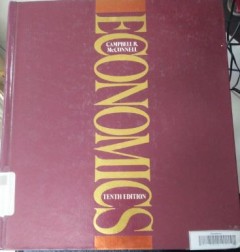 ECONOMICS
CAMPBELL R.
McCONNELL
TENTH EDITION